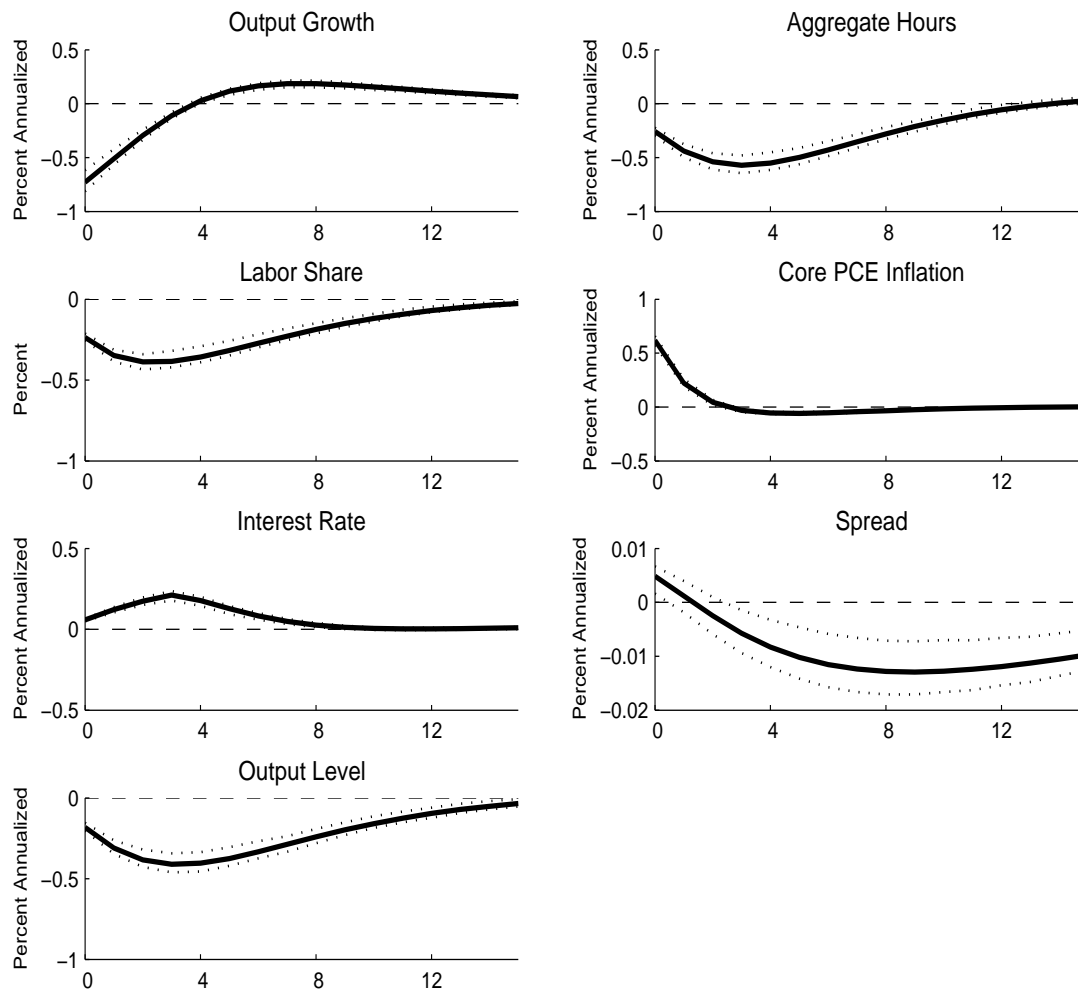 Output Growth
Percent Annualized
0.5
0
−0.5
−1
0 4 8 12
Aggregate Hours
Percent Annualized
0.5
0
−0.5
−1
0 4 8 12
Labor Share
Percent
0
−0.5
−1
0 4 8 12
Core PCE Inflation
Percent Annualized
1
0.5
0
−0.5
0 4 8 12
Interest Rate
Percent Annualized
0.5
0
−0.5
0 4 8 12
Spread
Percent Annualized
0.01
0
−0.01
−0.02
0 4 8 12
Output Level
Percent Annualized
0
−0.5
−1
0 4 8 12